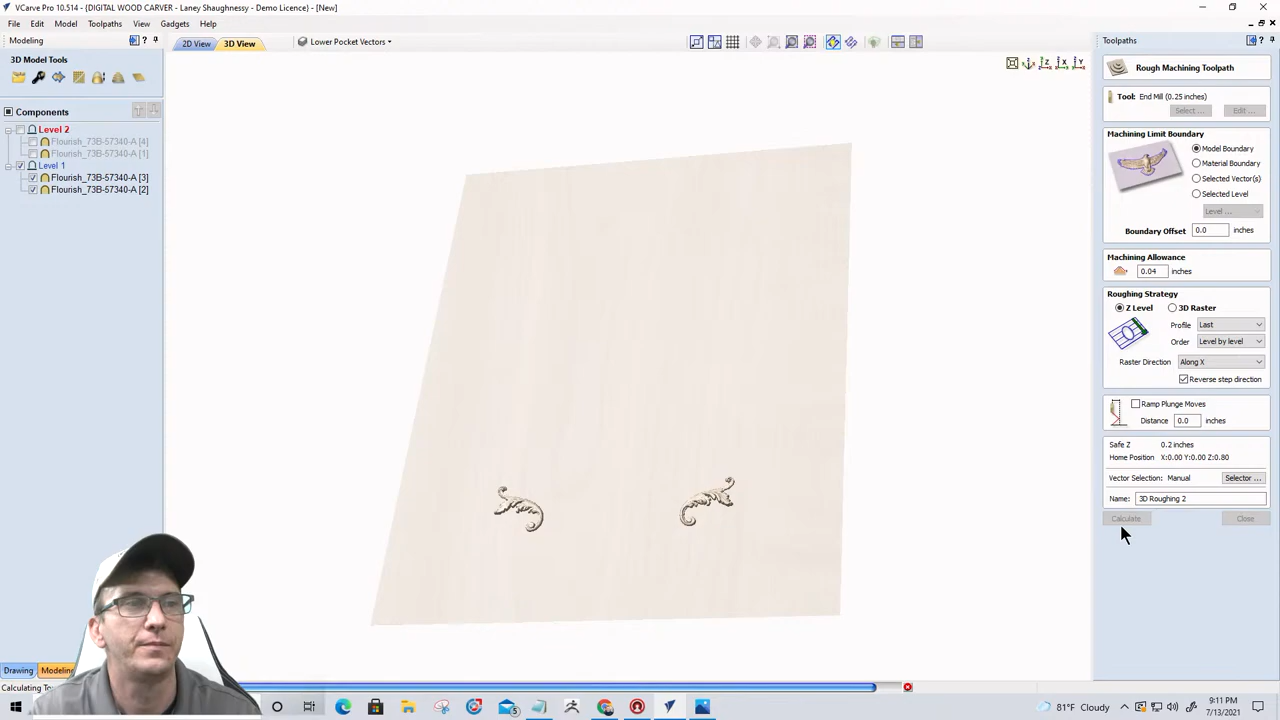 VCarve Pro 10.514 - {DIGITAL WOOD CARVER - Laney Shaughnessy - Demo Licence} - [New]
File Edit Model Toolpaths View Gadgets Help
Modeling
2D View 3D View Lower Pocket Vectors
Toolpaths
3D Model Tools
Components
Level 2
Flourish_73B-57340-A [4]
Flourish_73B-57340-A [1]
Level 1
Flourish_73B-57340-A [3]
Flourish_73B-57340-A [2]
Rough Machining Toolpath
Tool: End Mill (0.25 inches)
Select ... Edit ...
Machining Limit Boundary
Model Boundary
Material Boundary
Selected Vector(s)
Selected Level
Level ...
Boundary Offset 0.0 inches
Machining Allowance
0.04 inches
Roughing Strategy
Z Level 3D Raster
Profile Last
Order Level by level
Raster Direction Along X
Reverse step direction
Ramp Plunge Moves
Distance 0.0 inches
Safe Z 0.2 inches
Home Position X:0.00 Y:0.00 Z:0.80
Vector Selection: Manual Selector ...
Name: 3D Roughing 2
Calculate Close
Drawing Modeling
81°F Cloudy
9:11 PM
7/13/2021